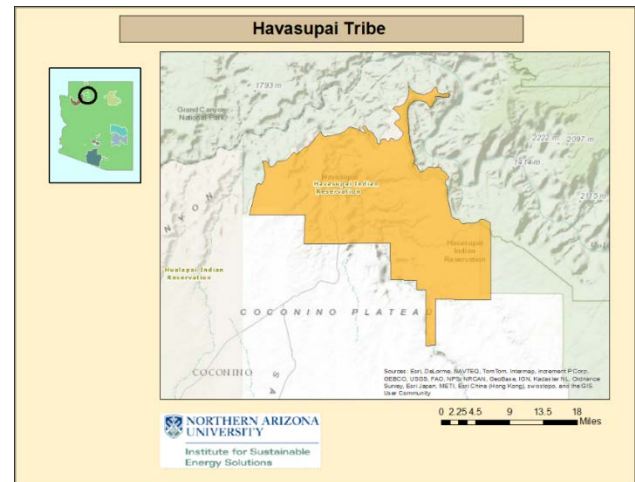 Havasupai Tribe
1793 m
Grand Canyon
National Park
2222 m
2097 m
Havasupai
Havasupai Indian
Reservation
Havasupai
Indian
Reservation
Hualapai Indian
Reservation
COCONINO PLATEAU
COCONINO
Sources: Esri, DeLorme, NAVTEQ, TomTom, Intermap, increment P Corp.,
GEBCO, USGS, FAO, NPS, NRCAN, GeoBase, IGN, Kadaster NL, Ordnance
Survey, Esri Japan, METI, Esri China (Hong Kong), swisstopo, and the GIS
User Community
NORTHERN ARIZONA
UNIVERSITY
Institute for Sustainable
Energy Solutions
0 2.25 4.5 9 13.5 18
Miles